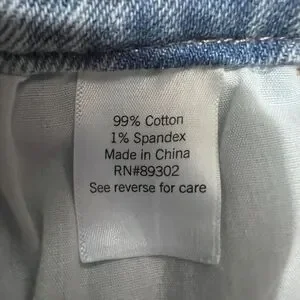 99% Cotton
1% Spandex
Made in China
RN#89302
See reverse for care